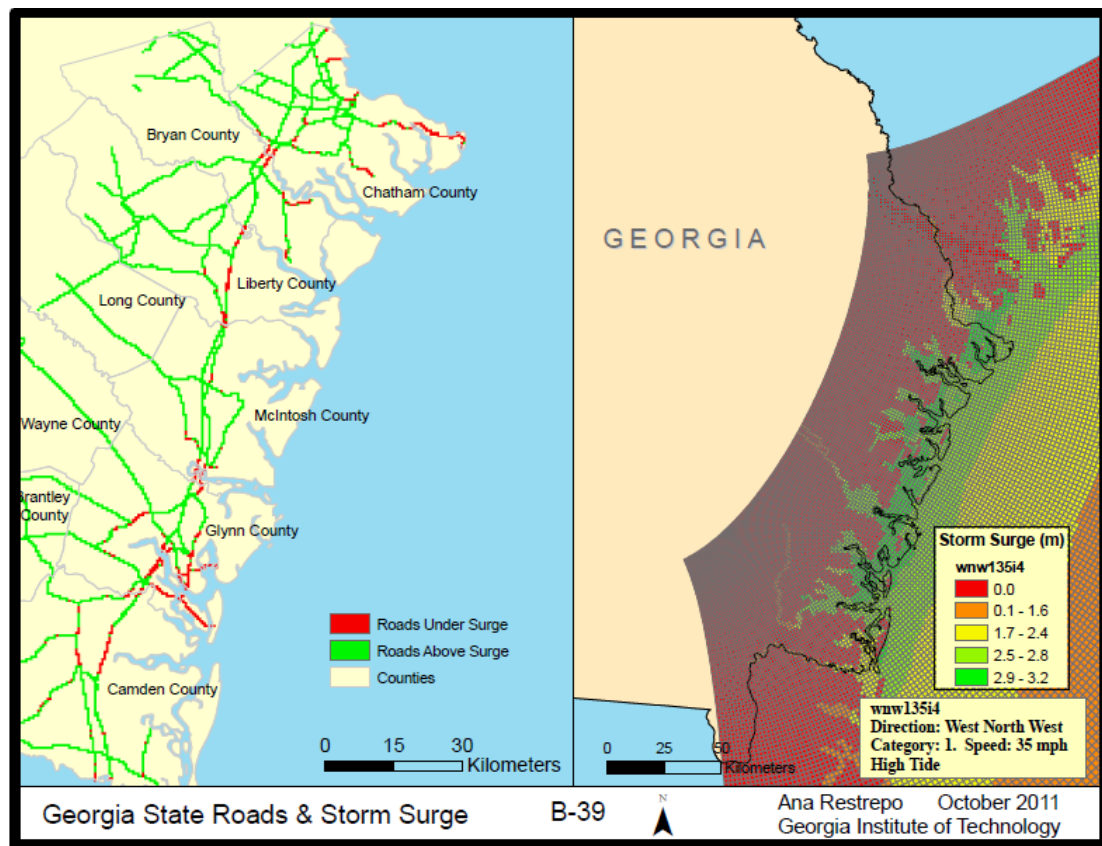 Bryan County
Chatham County
Liberty County
Long County
McIntosh County
Wayne County
Brantley
County
Glynn County
Camden County
Roads Under Surge
Roads Above Surge
Counties
0 15 30
Kilometers
GEORGIA
Storm Surge (m)
wnw135i4
0.0
0.1 - 1.6
1.7 - 2.4
2.5 - 2.8
2.9 - 3.2
wnw135i4
Direction: West North West
Category: 1. Speed: 35 mph
High Tide
0 25 50
Kilometers
Georgia State Roads & Storm Surge
B-39
N
Ana Restrepo October 2011
Georgia Institute of Technology